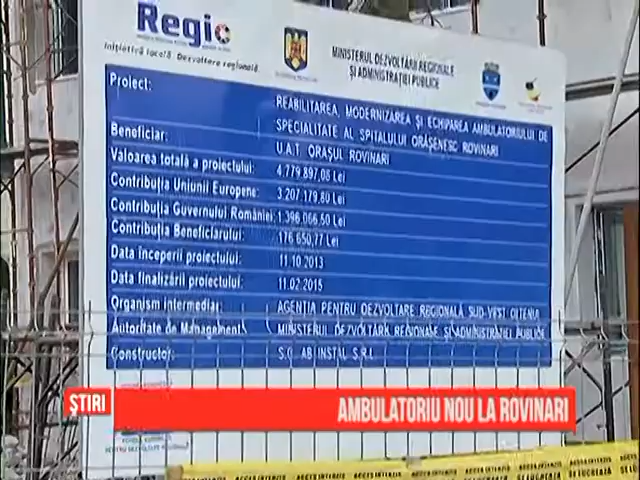 Regio
Inițiativă locală. Dezvoltare regională.
MINISTERUL DEZVOLTĂRII REGIONALE
ȘI ADMINISTRAȚIEI PUBLICE
Proiect:
REABILITAREA, MODERNIZAREA ȘI ECHIPAREA AMBULATORIULUI DE
SPECIALITATE AL SPITALULUI ORĂȘENESC ROVINARI
Beneficiar: U.A.T. ORAȘUL ROVINARI
Valoarea totală a proiectului: 4 779 897,08 Lei
Contribuția Uniunii Europene: 3 207 179,80 Lei
Contribuția Guvernului României: 1 396 066,50 Lei
Contribuția Beneficiarului: 176 650,77 Lei
Data începerii proiectului: 11.10.2013
Data finalizării proiectului: 11.02.2015
Organism intermediar: AGENȚIA PENTRU DEZVOLTARE REGIONALĂ SUD-VEST OLTENIA
Autoritate de Management: MINISTERUL DEZVOLTĂRII REGIONALE ȘI ADMINISTRAȚIEI PUBLICE
Constructor: S.C. AB INSTAL S.R.L.
ȘTIRI
AMBULATORIU NOU LA ROVINARI
ACCES INTERZIS